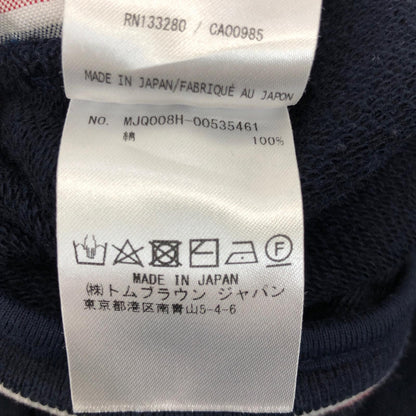 RN133280 / CA00985
MADE IN JAPAN/FABRIQUÉ AU JAPON
NO. MJQ008H-00535461
綿 100%
MADE IN JAPAN
㈱トムブラウン ジャパン
東京都港区南青山5-4-6